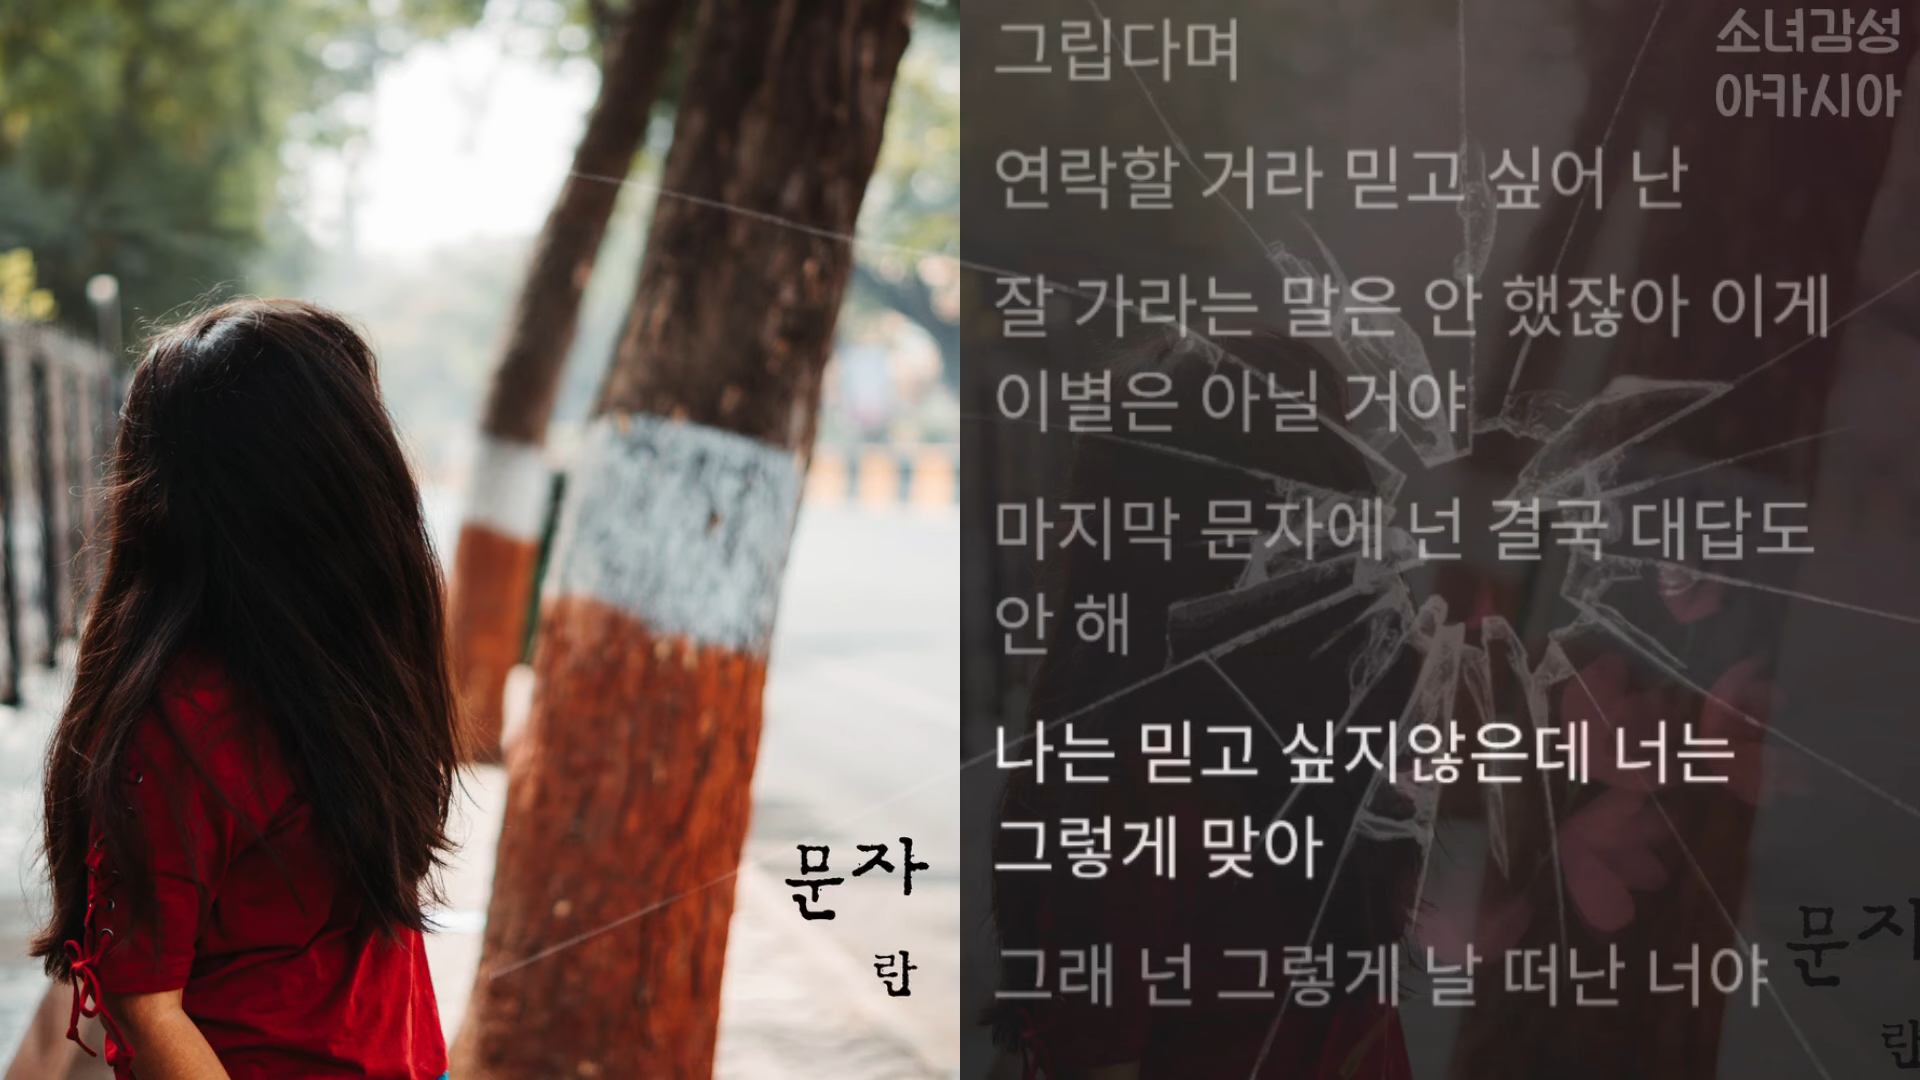 문자
란
그립다며
소녀감성
아카시아
연락할 거라 믿고 싶어 난
잘 가라는 말은 안 했잖아 이게
이별은 아닐 거야
마지막 문자에 넌 결국 대답도
안 해
나는 믿고 싶지않은데 너는
그렇게 맞아
그래 넌 그렇게 날 떠난 너야
문자
란